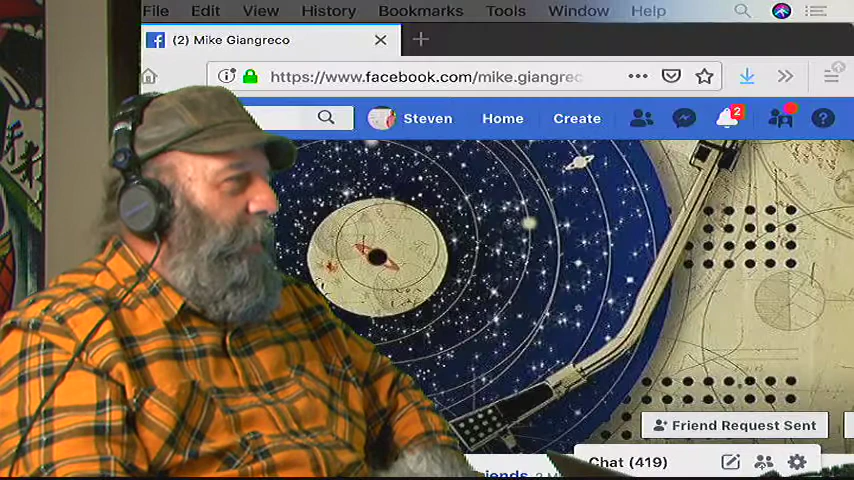 File Edit View History Bookmarks Tools Window Help
(2) Mike Giangreco
https://www.facebook.com/mike.giangrec
Steven Home Create 2
Friend Request Sent
Chat (419)
riends